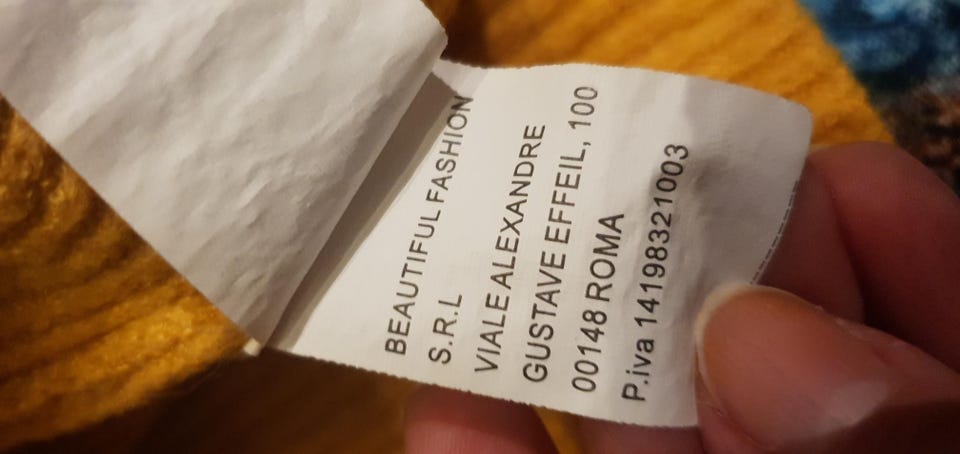 BEAUTIFUL FASHION
S.R.L
VIALE ALEXANDRE
GUSTAVE EFFEIL, 100
00148 ROMA
P.iva 14198321003